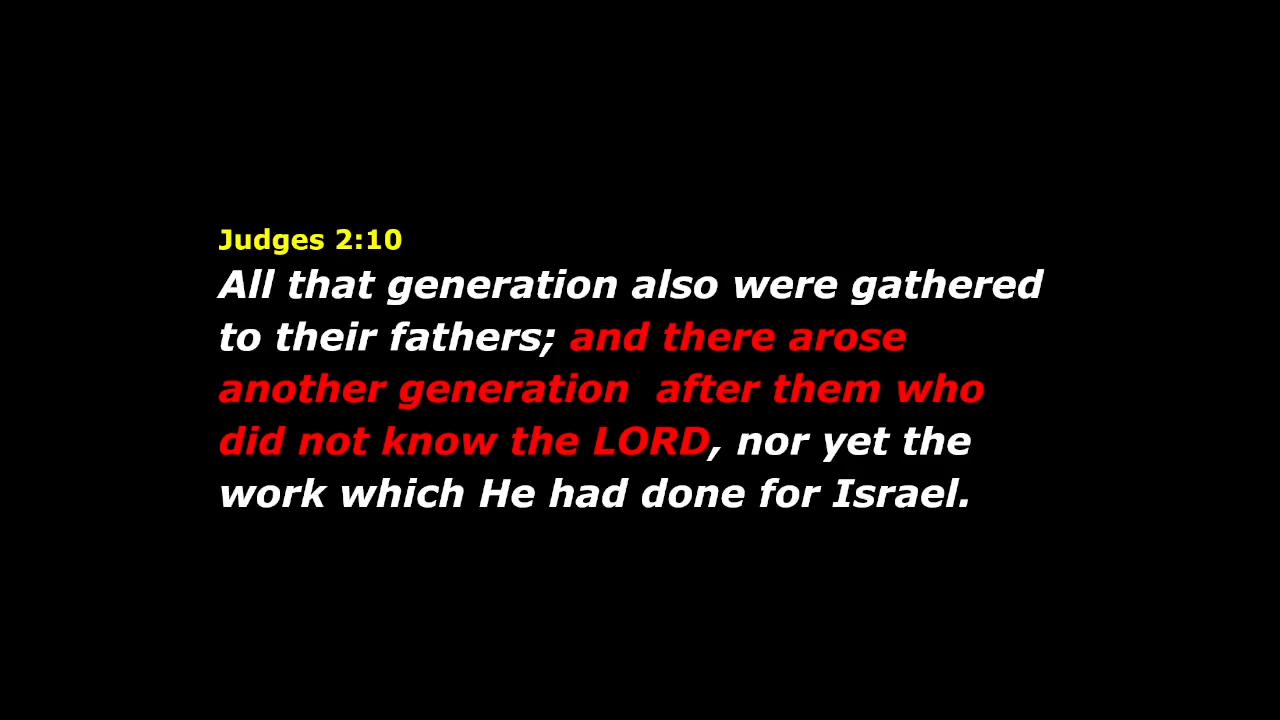 Judges 2:10
All that generation also were gathered
to their fathers; and there arose
another generation  after them who
did not know the LORD, nor yet the
work which He had done for Israel.